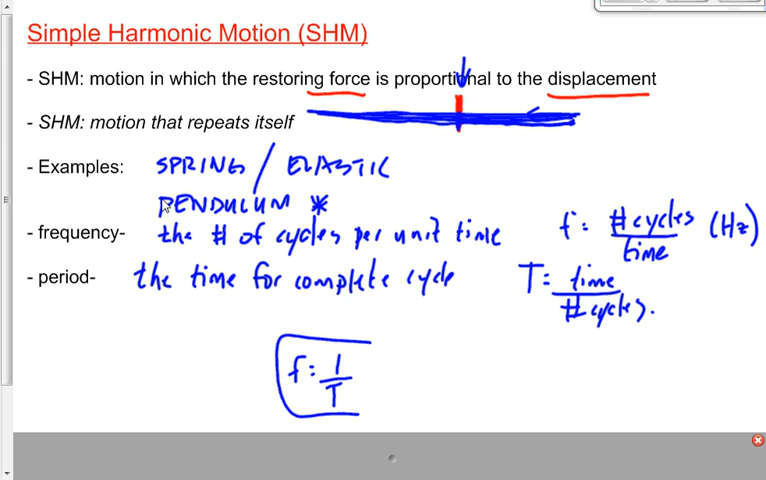 Simple Harmonic Motion (SHM)
- SHM: motion in which the restoring force is proportional to the displacement
- SHM: motion that repeats itself
- Examples: SPRING / ELASTIC
PENDULUM *
- frequency- the # of cycles per unit time f = # cycles / time (Hz)
- period- the time for complete cycle T = time / # cycles.
f = 1 / T